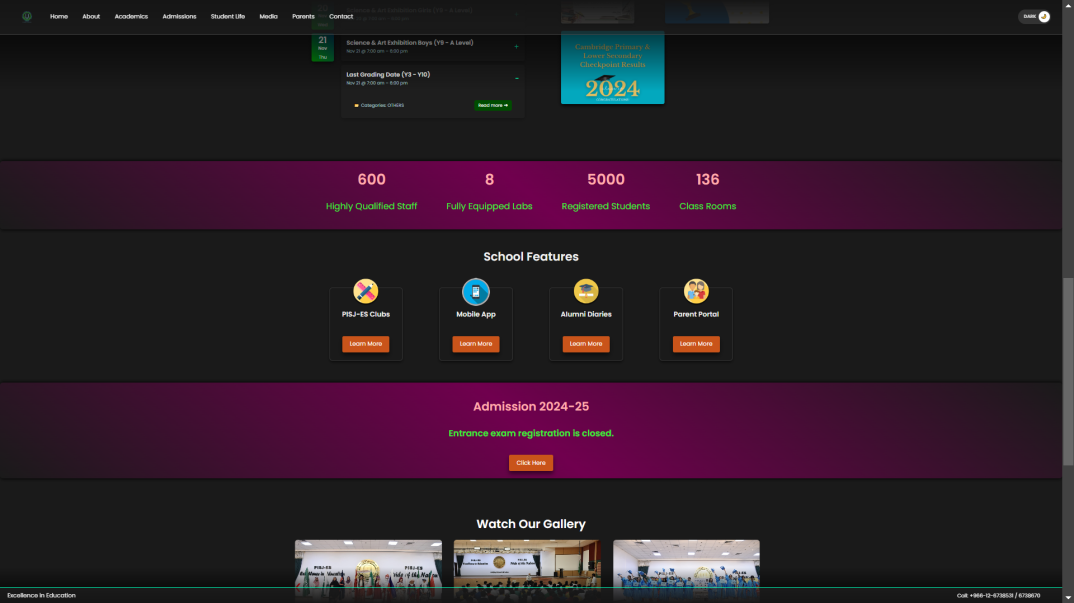 Home About Academics Admissions Student Life Media Parents Contact
DARK
21
Nov
Thu
Science & Art Exhibition Boys (Y9 - A Level)
Nov 21 @ 7:00 am - 6:30 pm
+
Last Grading Date (Y3 - Y10)
Nov 21 @ 7:00 am - 6:30 pm
-
Categories: OTHERS
Read more →
Cambridge Primary &
Lower Secondary
Checkpoint Results
2024
600
Highly Qualified Staff
8
Fully Equipped Labs
5000
Registered Students
136
Class Rooms
School Features
PISJ-ES Clubs
Learn More
Mobile App
Learn More
Alumni Diaries
Learn More
Parent Portal
Learn More
Admission 2024-25
Entrance exam registration is closed.
Click Here
Watch Our Gallery
PISJ-ES
PISJ-ES
Excellence in Education
Call: +966-12-6738531 / 6738670